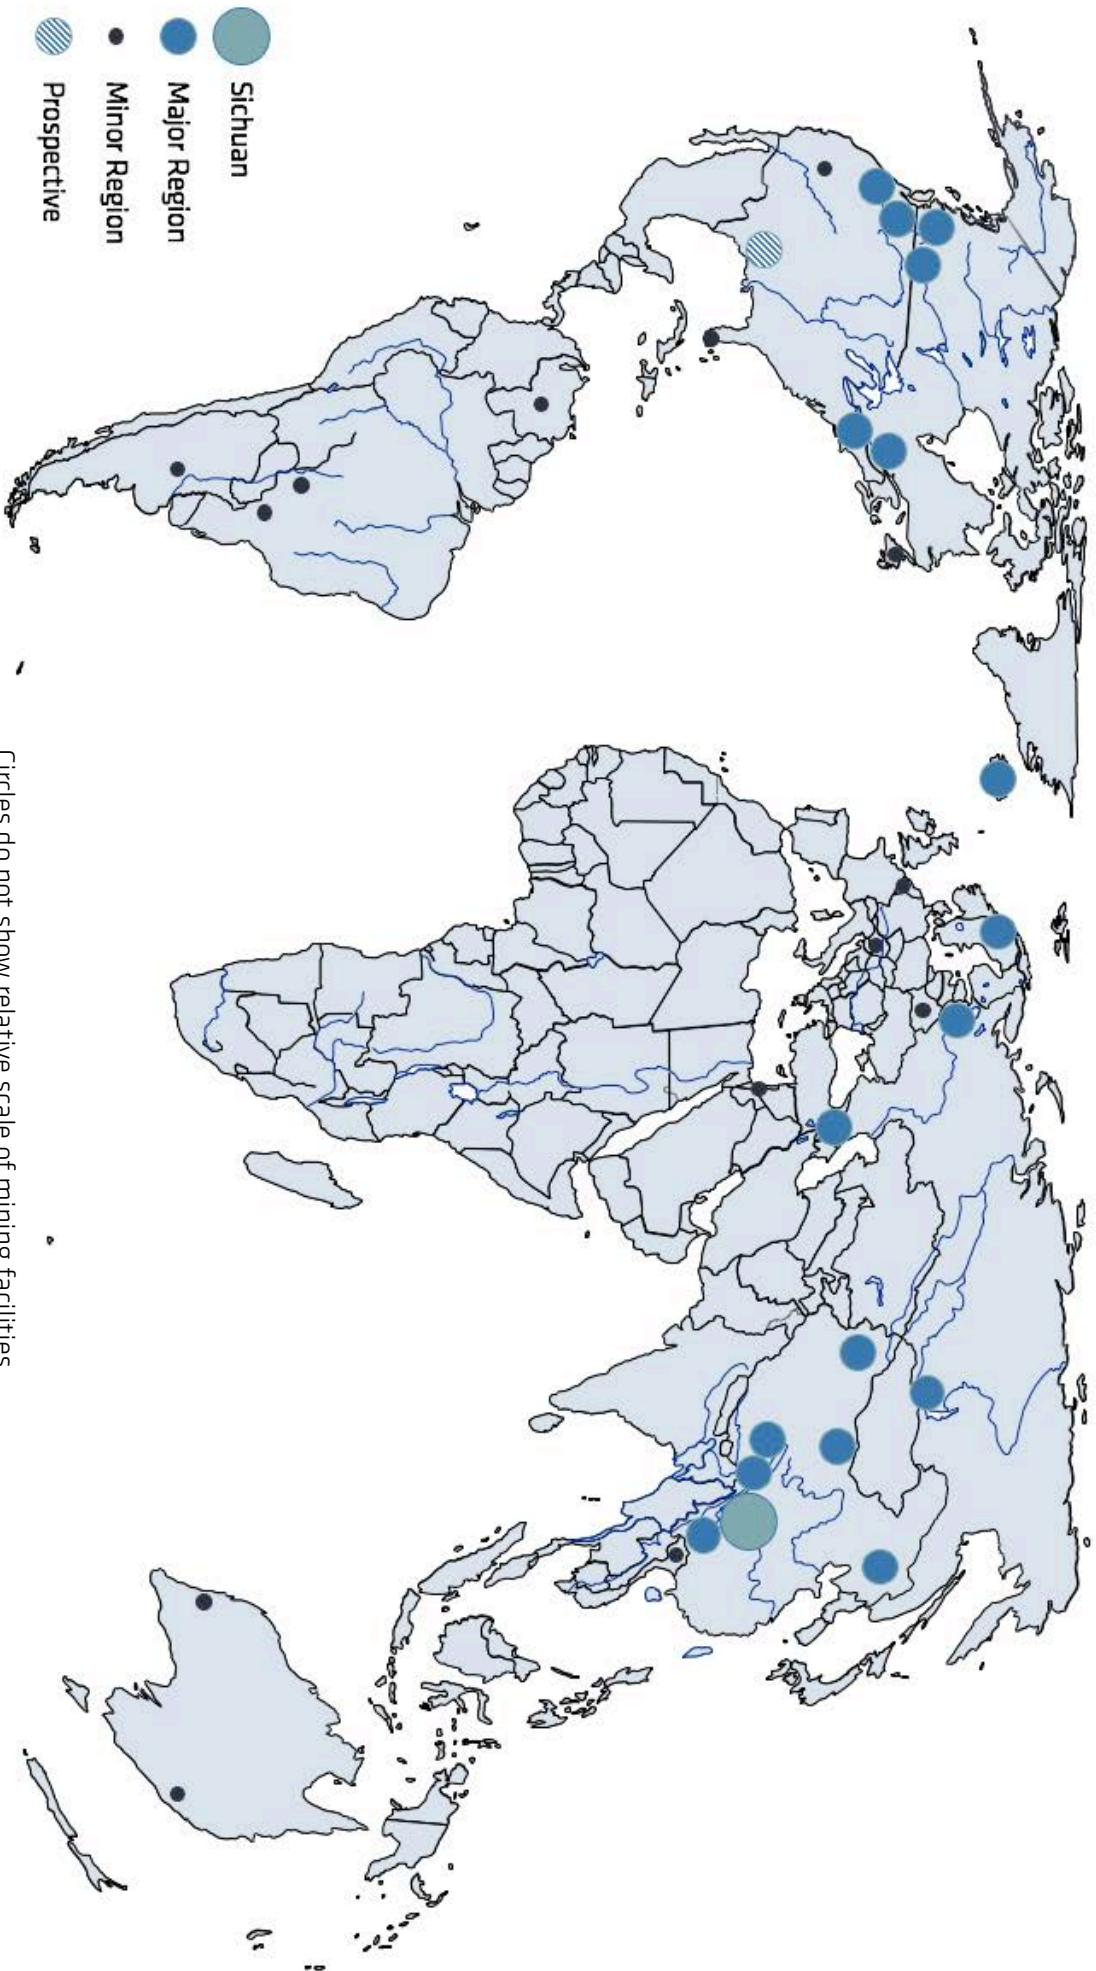 Sichuan
Major Region
Minor Region
Prospective
Circles do not show relative scale of mining facilities